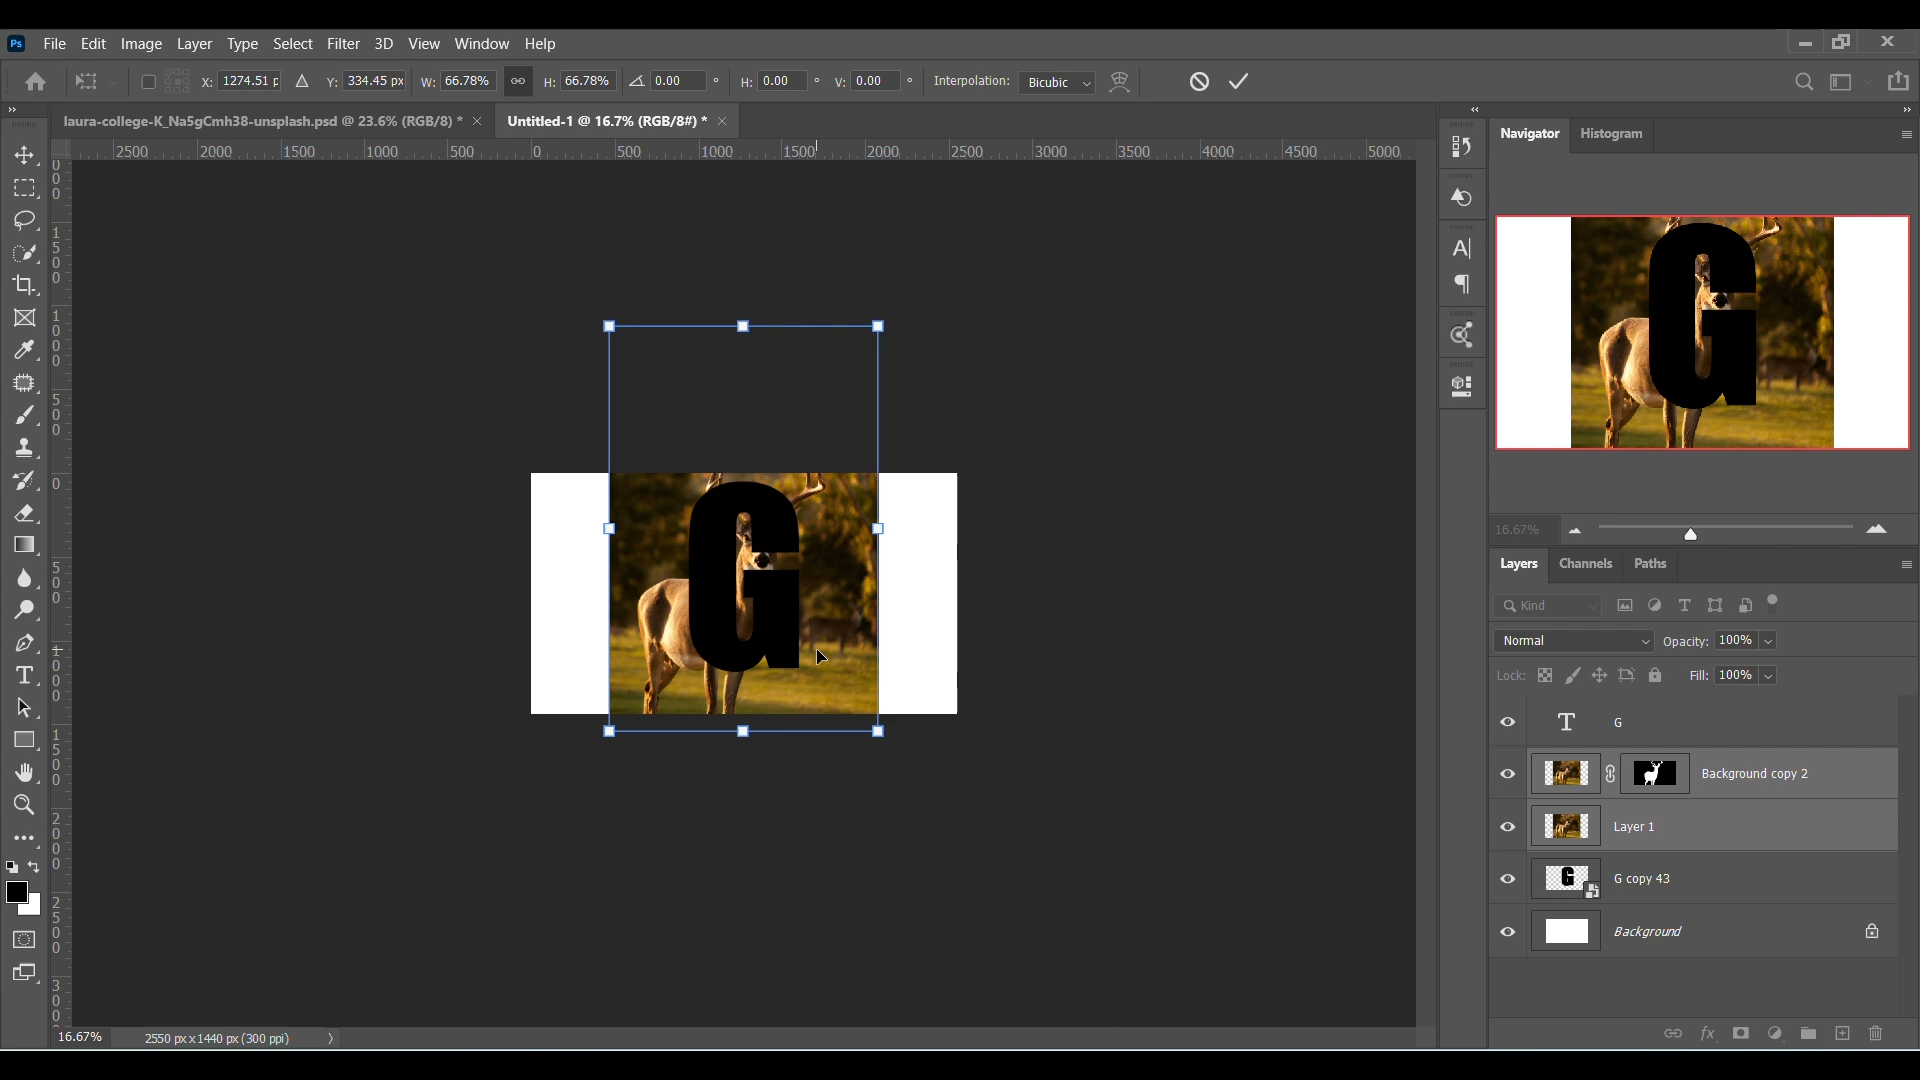 Ps File Edit Image Layer Type Select Filter 3D View Window Help
X: 1274.51 p Y: 334.45 px W: 66.78% H: 66.78% 0.00 ° H: 0.00 ° V: 0.00 ° Interpolation: Bicubic
laura-college-K_Na5gCmh38-unsplash.psd @ 23.6% (RGB/8) * × Untitled-1 @ 16.7% (RGB/8#) * ×
2500 2000 1500 1000 500 0 500 1000 1500 2000 2500 3000 3500 4000 4500 5000
Navigator Histogram
G
G
16.67%
Layers Channels Paths
Kind
Normal Opacity: 100%
Lock: Fill: 100%
T G
Background copy 2
Layer 1
G G copy 43
Background
16.67% 2550 px x 1440 px (300 ppi)